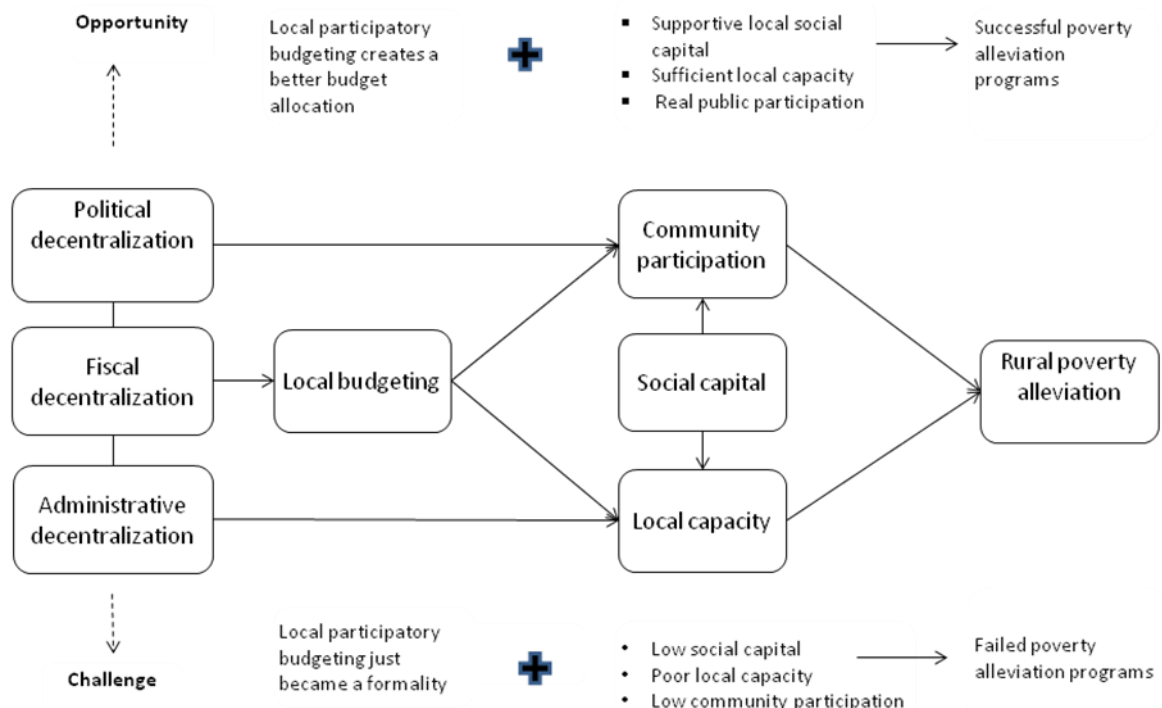 Opportunity
Local participatory
budgeting creates a
better budget
allocation
▪ Supportive local social
capital
▪ Sufficient local capacity
▪ Real public participation
Successful poverty
alleviation
programs
Political
decentralization
Community
participation
Fiscal
decentralization
Local budgeting
Social capital
Rural poverty
alleviation
Administrative
decentralization
Local capacity
Challenge
Local participatory
budgeting just
became a formality
• Low social capital
• Poor local capacity
• Low community participation
Failed poverty
alleviation programs